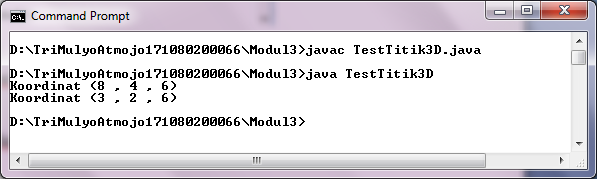 Command Prompt
D:\TriMulyoAtmojo171080200066\Modul3>javac TestTitik3D.java
D:\TriMulyoAtmojo171080200066\Modul3>java TestTitik3D
Koordinat (8 , 4 , 6)
Koordinat (3 , 2 , 6)
D:\TriMulyoAtmojo171080200066\Modul3>